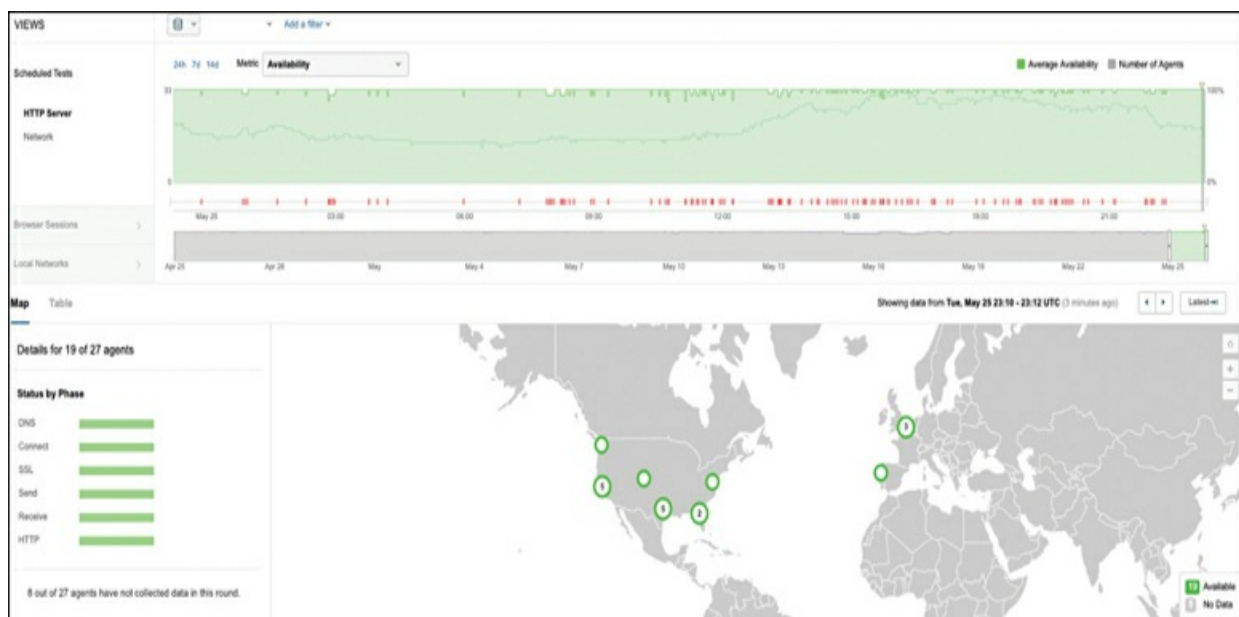 VIEWS
Add a filter
24h 7d 14d Metric Availability
Average Availability Number of Agents
Scheduled Tests
HTTP Server
Network
33
100%
0
0%
May 25 03:00 06:00 09:00 12:00 15:00 18:00 21:00
Browser Sessions
Local Networks
Apr 25 Apr 28 May May 4 May 7 May 10 May 13 May 16 May 19 May 22 May 25
Map Table
Showing data from Tue, May 25 23:10 - 23:12 UTC (3 minutes ago)
Latest
Details for 19 of 27 agents
Status by Phase
DNS
Connect
SSL
Send
Receive
HTTP
8 out of 27 agents have not collected data in this round.
3
5
2
Available
No Data